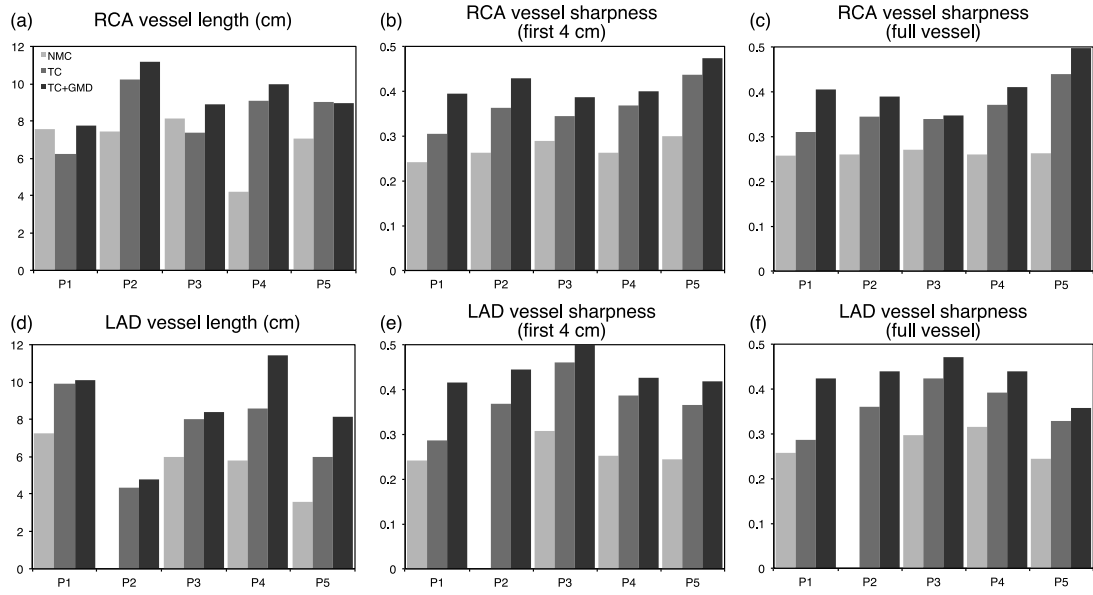 (a) RCA vessel length (cm)
12
10
8
6
4
2
0
NMC
TC
TC+GMD
P1 P2 P3 P4 P5
(b) RCA vessel sharpness
(first 4 cm)
0.5
0.4
0.3
0.2
0.1
0
P1 P2 P3 P4 P5
(c) RCA vessel sharpness
(full vessel)
0.5
0.4
0.3
0.2
0.1
0
P1 P2 P3 P4 P5
(d) LAD vessel length (cm)
12
10
8
6
4
2
0
P1 P2 P3 P4 P5
(e) LAD vessel sharpness
(first 4 cm)
0.5
0.4
0.3
0.2
0.1
0
P1 P2 P3 P4 P5
(f) LAD vessel sharpness
(full vessel)
0.5
0.4
0.3
0.2
0.1
0
P1 P2 P3 P4 P5